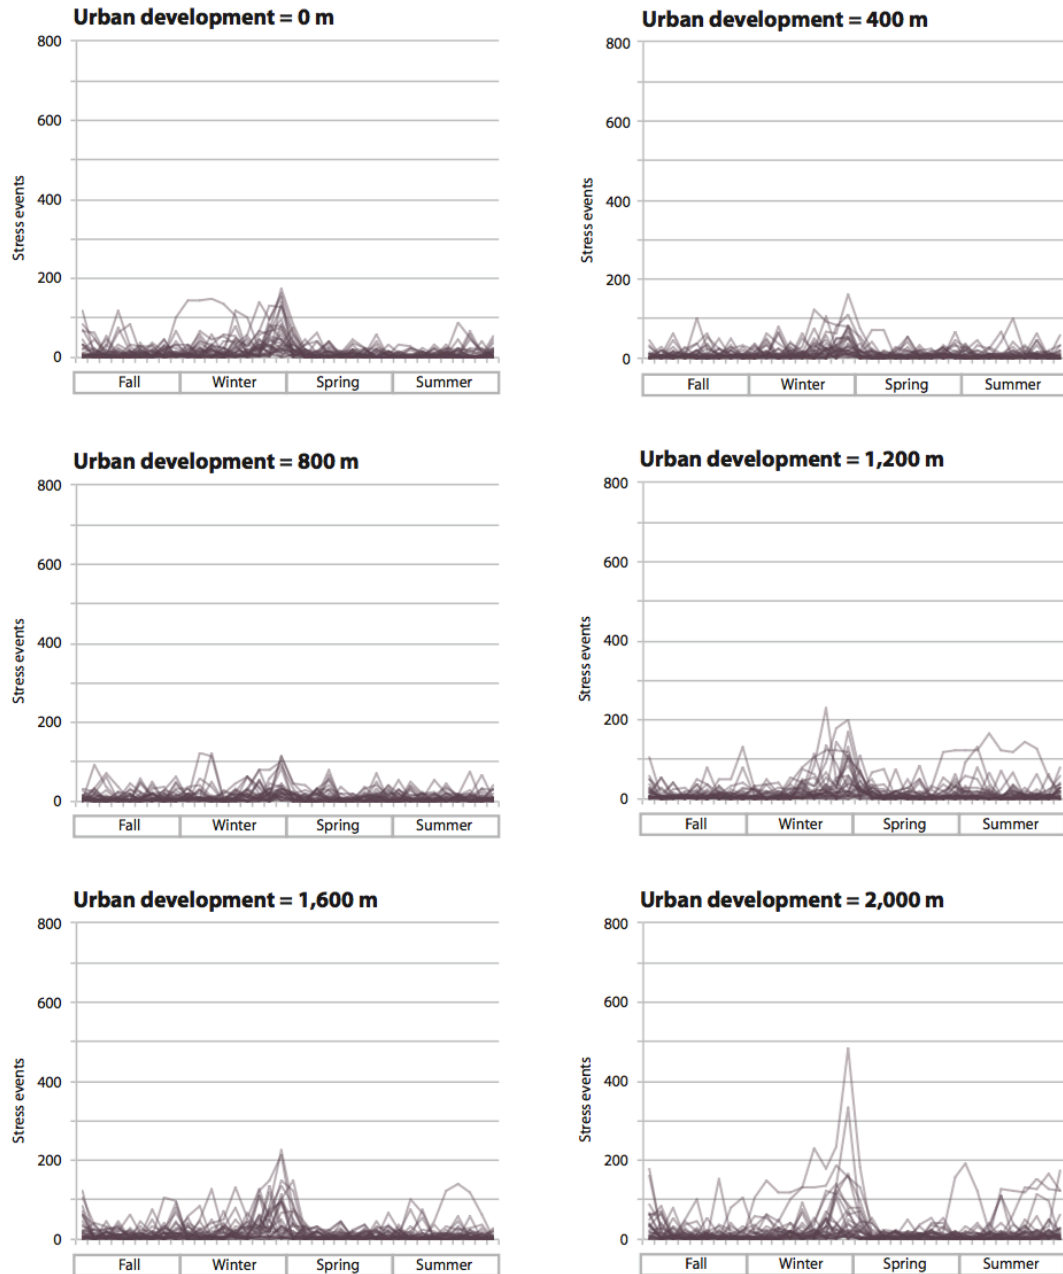 Urban development = 0 m
800
600
400
200
0
Stress events
Fall Winter Spring Summer
Urban development = 400 m
800
600
400
200
0
Stress events
Fall Winter Spring Summer
Urban development = 800 m
800
600
400
200
0
Stress events
Fall Winter Spring Summer
Urban development = 1,200 m
800
600
400
200
0
Stress events
Fall Winter Spring Summer
Urban development = 1,600 m
800
600
400
200
0
Stress events
Fall Winter Spring Summer
Urban development = 2,000 m
800
600
400
200
0
Stress events
Fall Winter Spring Summer